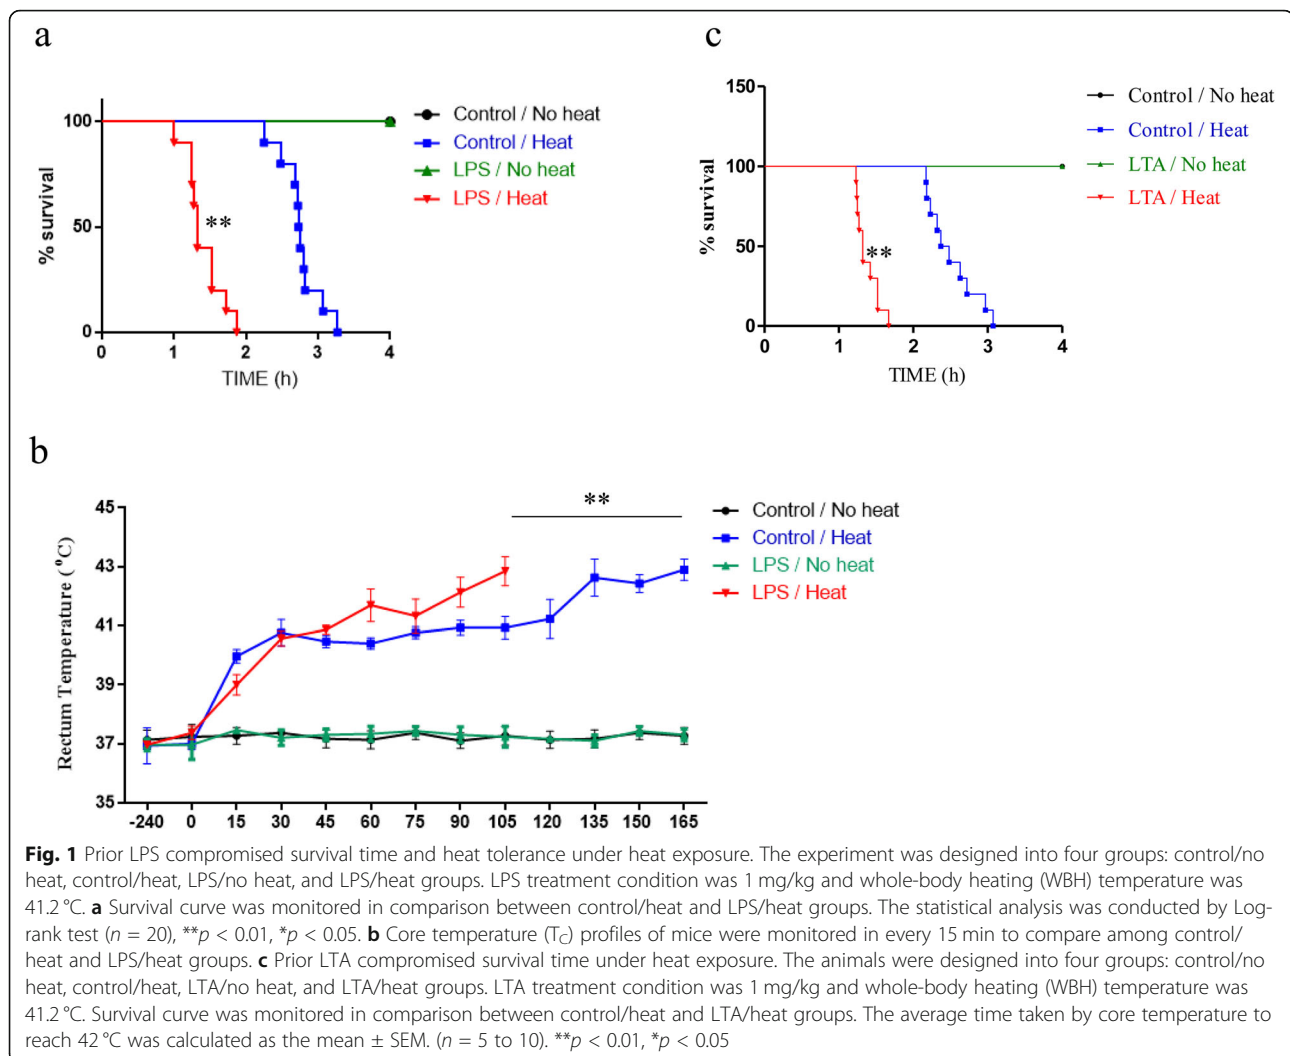 a
% survival
100
50
0
0 1 2 3 4
TIME (h)
**
Control / No heat
Control / Heat
LPS / No heat
LPS / Heat
c
% survival
150
100
50
0
0 1 2 3 4
TIME (h)
**
Control / No heat
Control / Heat
LTA / No heat
LTA / Heat
b
Rectum Temperature (°C)
45
43
41
39
37
35
-240 0 15 30 45 60 75 90 105 120 135 150 165
**
Control / No heat
Control / Heat
LPS / No heat
LPS / Heat
Fig. 1 Prior LPS compromised survival time and heat tolerance under heat exposure. The experiment was designed into four groups: control/no
heat, control/heat, LPS/no heat, and LPS/heat groups. LPS treatment condition was 1 mg/kg and whole-body heating (WBH) temperature was
41.2 °C. a Survival curve was monitored in comparison between control/heat and LPS/heat groups. The statistical analysis was conducted by Log-
rank test (n = 20), **p < 0.01, *p < 0.05. b Core temperature (TC) profiles of mice were monitored in every 15 min to compare among control/
heat and LPS/heat groups. c Prior LTA compromised survival time under heat exposure. The animals were designed into four groups: control/no
heat, control/heat, LTA/no heat, and LTA/heat groups. LTA treatment condition was 1 mg/kg and whole-body heating (WBH) temperature was
41.2 °C. Survival curve was monitored in comparison between control/heat and LTA/heat groups. The average time taken by core temperature to
reach 42 °C was calculated as the mean ± SEM. (n = 5 to 10). **p < 0.01, *p < 0.05